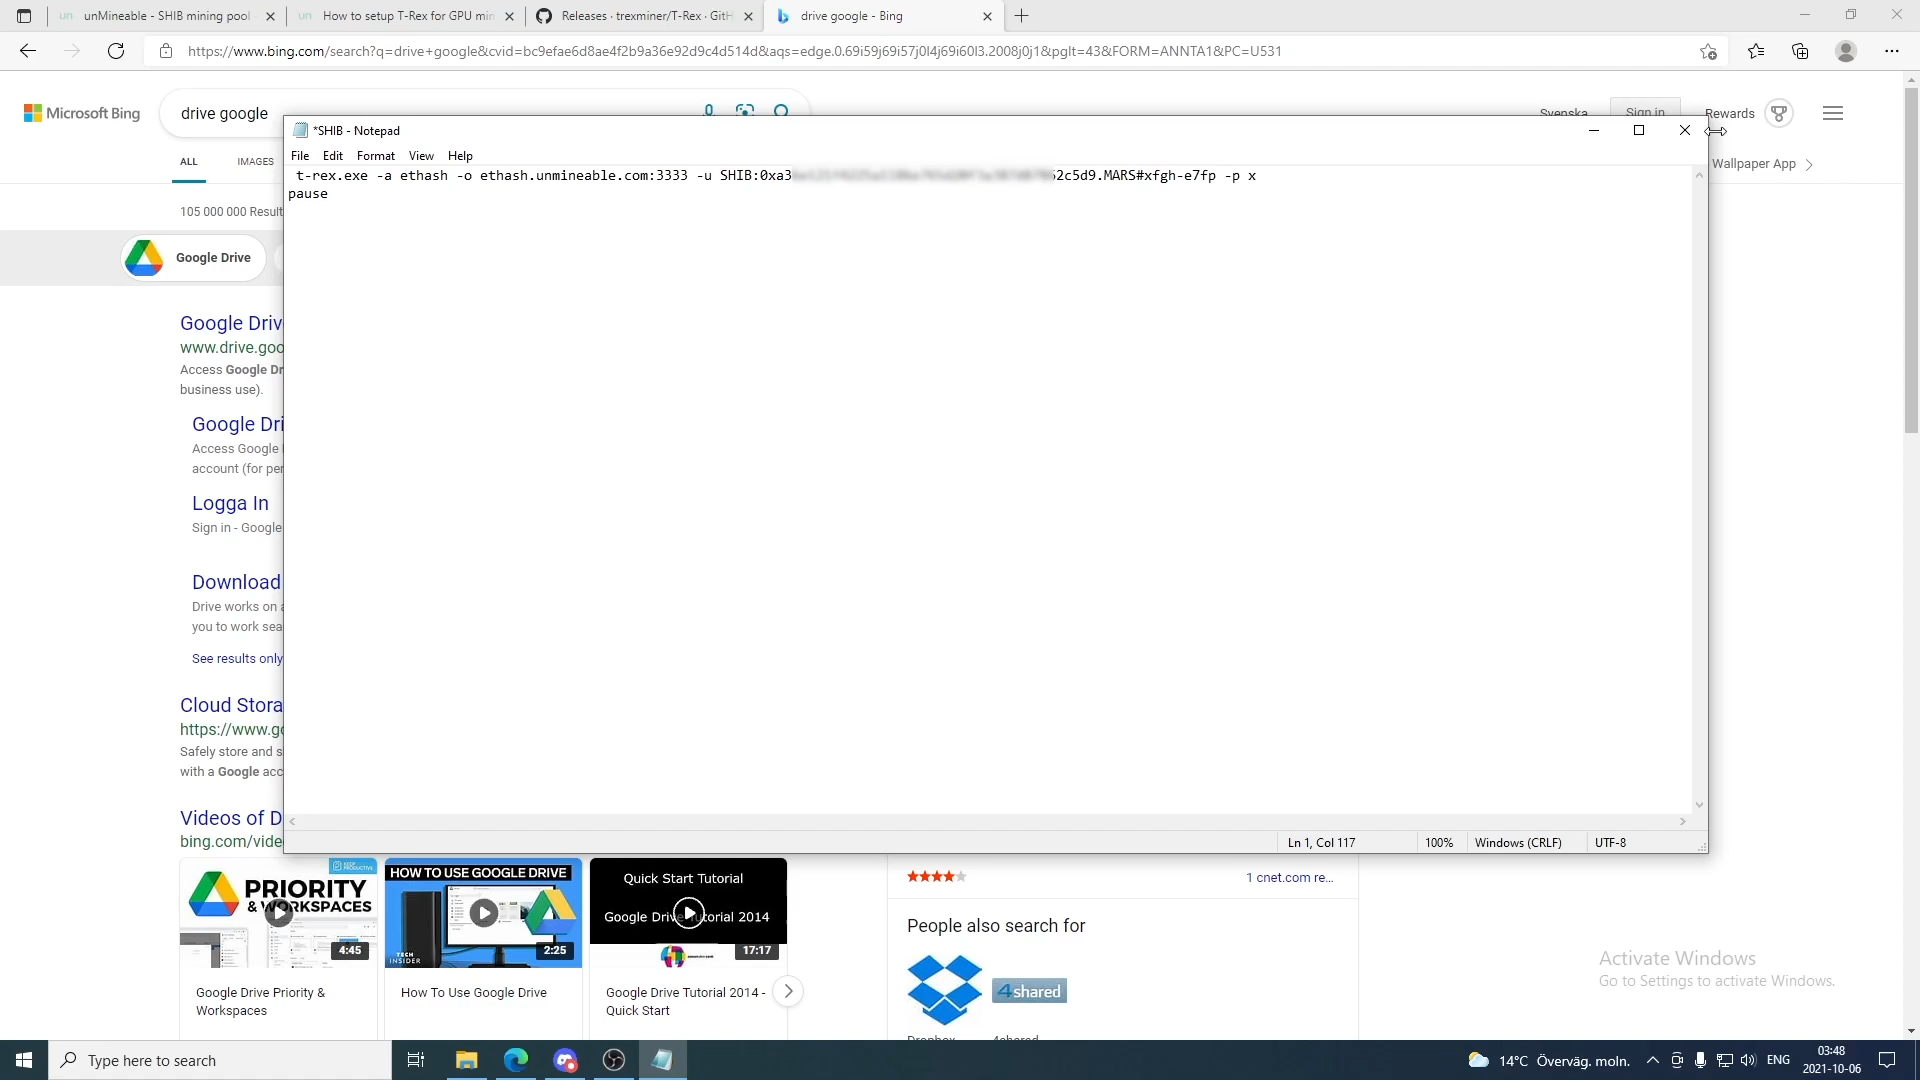 unMineable - SHIB mining pool
How to setup T-Rex for GPU min
Releases · trexminer/T-Rex · GitH
drive google - Bing
https://www.bing.com/search?q=drive+google&cvid=bc9efae6d8ae4f2b9a36e92d9c4d514d&aqs=edge.0.69i59j69i57j0l4j69i60l3.2008j0j1&pglt=43&FORM=ANNTA1&PC=U531
Microsoft Bing
drive google
Svenska
Sign in
Rewards
ALL
IMAGES
Wallpaper App
105 000 000 Result
*SHIB - Notepad
File Edit Format View Help
t-rex.exe -a ethash -o ethash.unmineable.com:3333 -u SHIB:0xa3
2c5d9.MARS#xfgh-e7fp -p x
pause
Ln 1, Col 117
100%
Windows (CRLF)
UTF-8
Google Drive
Google Driv
www.drive.goo
Access Google Dr
business use).
Google Dri
Access Google
account (for per
Logga In
Sign in - Google
Download
Drive works on a
you to work sea
See results only
Cloud Stora
https://www.go
Safely store and s
with a Google acc
Videos of D
bing.com/vide
KEEP PRODUCTIVE
PRIORITY
& WORKSPACES
4:45
Google Drive Priority &
Workspaces
HOW TO USE GOOGLE DRIVE
TECH
INSIDER
2:25
How To Use Google Drive
Quick Start Tutorial
Google Drive Tutorial 2014
17:17
Google Drive Tutorial 2014 -
Quick Start
1 cnet.com re...
People also search for
4shared
Dropbox
4shared
Activate Windows
Go to Settings to activate Windows.
Type here to search
14°C Överväg. moln.
ENG
03:48
2021-10-06